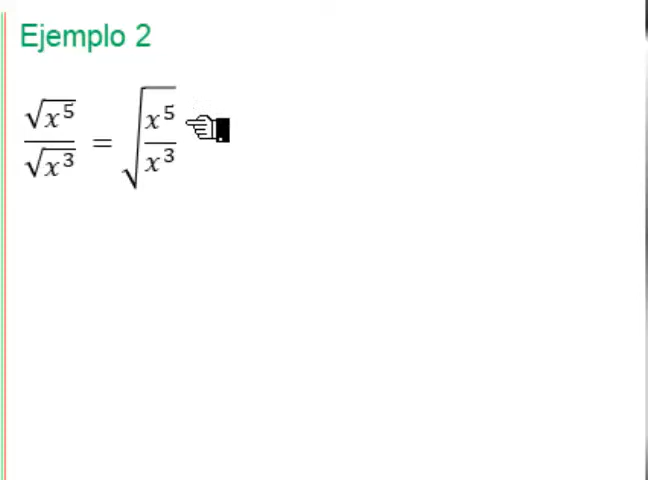 Ejemplo 2
√x⁵ / √x³ = √(x⁵ / x³)